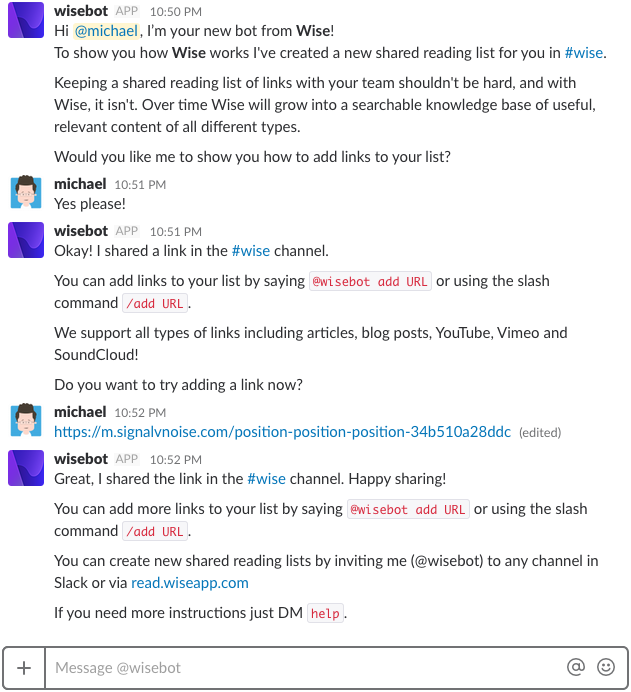 wisebot APP 10:50 PM
Hi @michael, I'm your new bot from Wise!
To show you how Wise works I've created a new shared reading list for you in #wise.
Keeping a shared reading list of links with your team shouldn't be hard, and with
Wise, it isn't. Over time Wise will grow into a searchable knowledge base of useful,
relevant content of all different types.
Would you like me to show you how to add links to your list?
michael 10:51 PM
Yes please!
wisebot APP 10:51 PM
Okay! I shared a link in the #wise channel.
You can add links to your list by saying @wisebot add URL or using the slash
command /add URL.
We support all types of links including articles, blog posts, YouTube, Vimeo and
SoundCloud!
Do you want to try adding a link now?
michael 10:52 PM
https://m.signalvnoise.com/position-position-position-34b510a28ddc (edited)
wisebot APP 10:52 PM
Great, I shared the link in the #wise channel. Happy sharing!
You can add more links to your list by saying @wisebot add URL or using the slash
command /add URL.
You can create new shared reading lists by inviting me (@wisebot) to any channel in
Slack or via read.wiseapp.com
If you need more instructions just DM help.
Message @wisebot